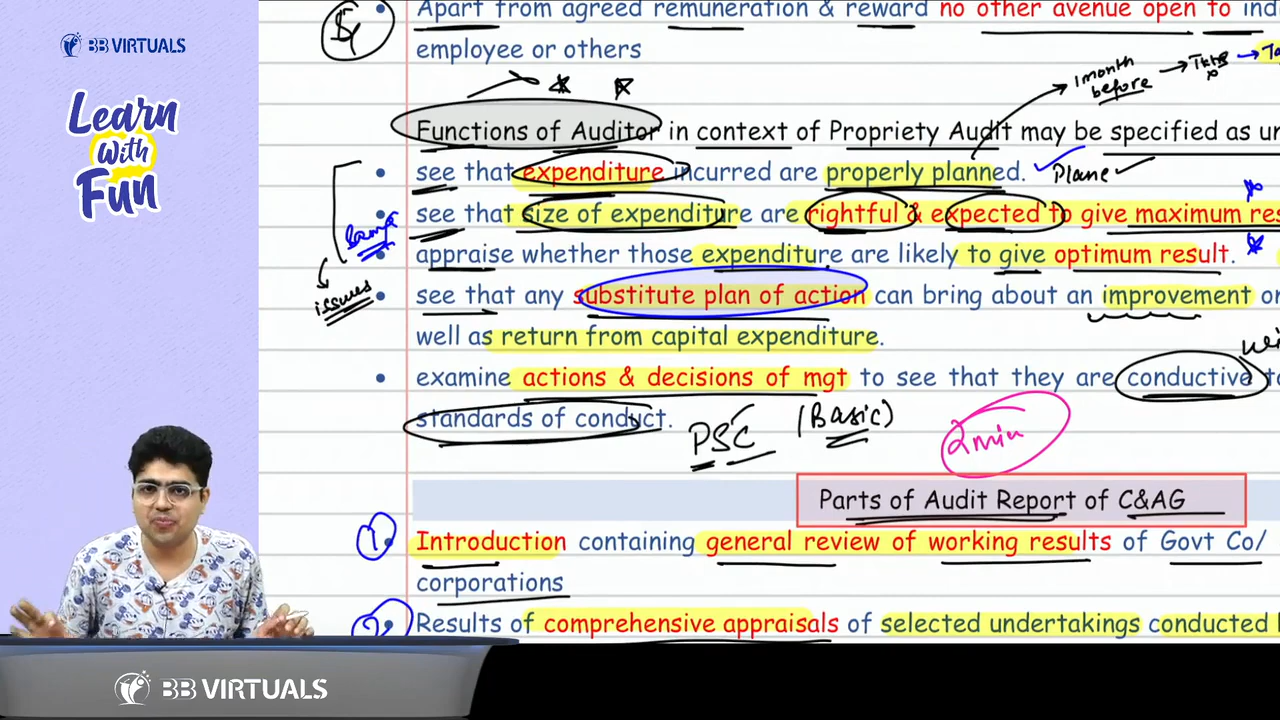 BB VIRTUALS
Learn
With
Fun
Apart from agreed remuneration & reward no other avenue open to ind
employee or others
1 month
before
Functions of Auditor in context of Propriety Audit may be specified as un
see that expenditure incurred are properly planned.
Plane
see that size of expenditure are rightful & expected to give maximum res
appraise whether those expenditure are likely to give optimum result.
issues
see that any substitute plan of action can bring about an improvement or
well as return from capital expenditure.
examine actions & decisions of mgt to see that they are conductive to
standards of conduct.
PSC (Basic)
2 min
Parts of Audit Report of C&AG
1 Introduction containing general review of working results of Govt Co/
corporations
2 Results of comprehensive appraisals of selected undertakings conducted
BB VIRTUALS